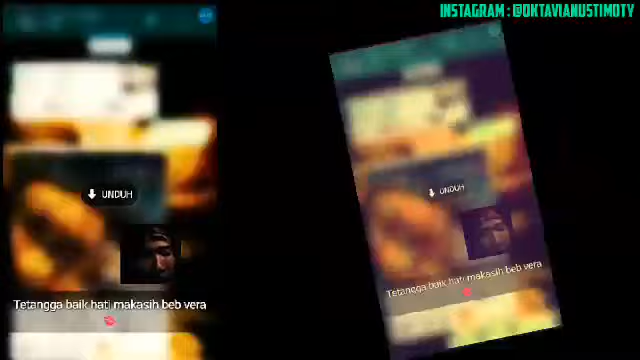 INSTAGRAM : @OKTAVIANUSTIMOTY
UNDUH
Tetangga baik hati makasih beb vera 💋
UNDUH
Tetangga baik hati makasih beb vera